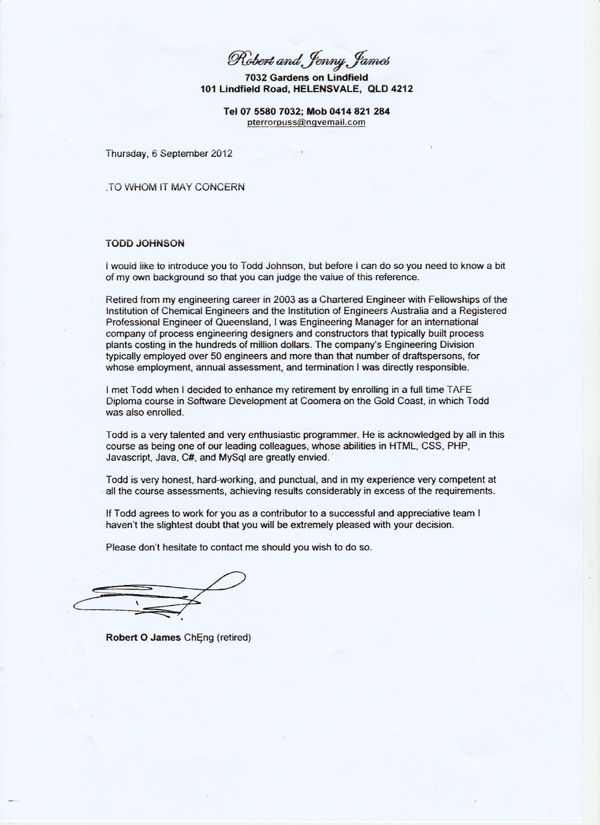 Robert and Jenny James
7032 Gardens on Lindfield
101 Lindfield Road, HELENSVALE, QLD 4212
Tel 07 5580 7032; Mob 0414 821 284
pterrorpuss@ngvemail.com
Thursday, 6 September 2012
.TO WHOM IT MAY CONCERN
TODD JOHNSON
I would like to introduce you to Todd Johnson, but before I can do so you need to know a bit
of my own background so that you can judge the value of this reference.
Retired from my engineering career in 2003 as a Chartered Engineer with Fellowships of the
Institution of Chemical Engineers and the Institution of Engineers Australia and a Registered
Professional Engineer of Queensland, I was Engineering Manager for an international
company of process engineering designers and constructors that typically built process
plants costing in the hundreds of million dollars. The company's Engineering Division
typically employed over 50 engineers and more than that number of draftspersons, for
whose employment, annual assessment, and termination I was directly responsible.
I met Todd when I decided to enhance my retirement by enrolling in a full time TAFE
Diploma course in Software Development at Coomera on the Gold Coast, in which Todd
was also enrolled.
Todd is a very talented and very enthusiastic programmer. He is acknowledged by all in this
course as being one of our leading colleagues, whose abilities in HTML, CSS, PHP,
Javascript, Java, C#, and MySql are greatly envied.
Todd is very honest, hard-working, and punctual, and in my experience very competent at
all the course assessments, achieving results considerably in excess of the requirements.
If Todd agrees to work for you as a contributor to a successful and appreciative team I
haven't the slightest doubt that you will be extremely pleased with your decision.
Please don't hesitate to contact me should you wish to do so.
Robert O James ChEng (retired)